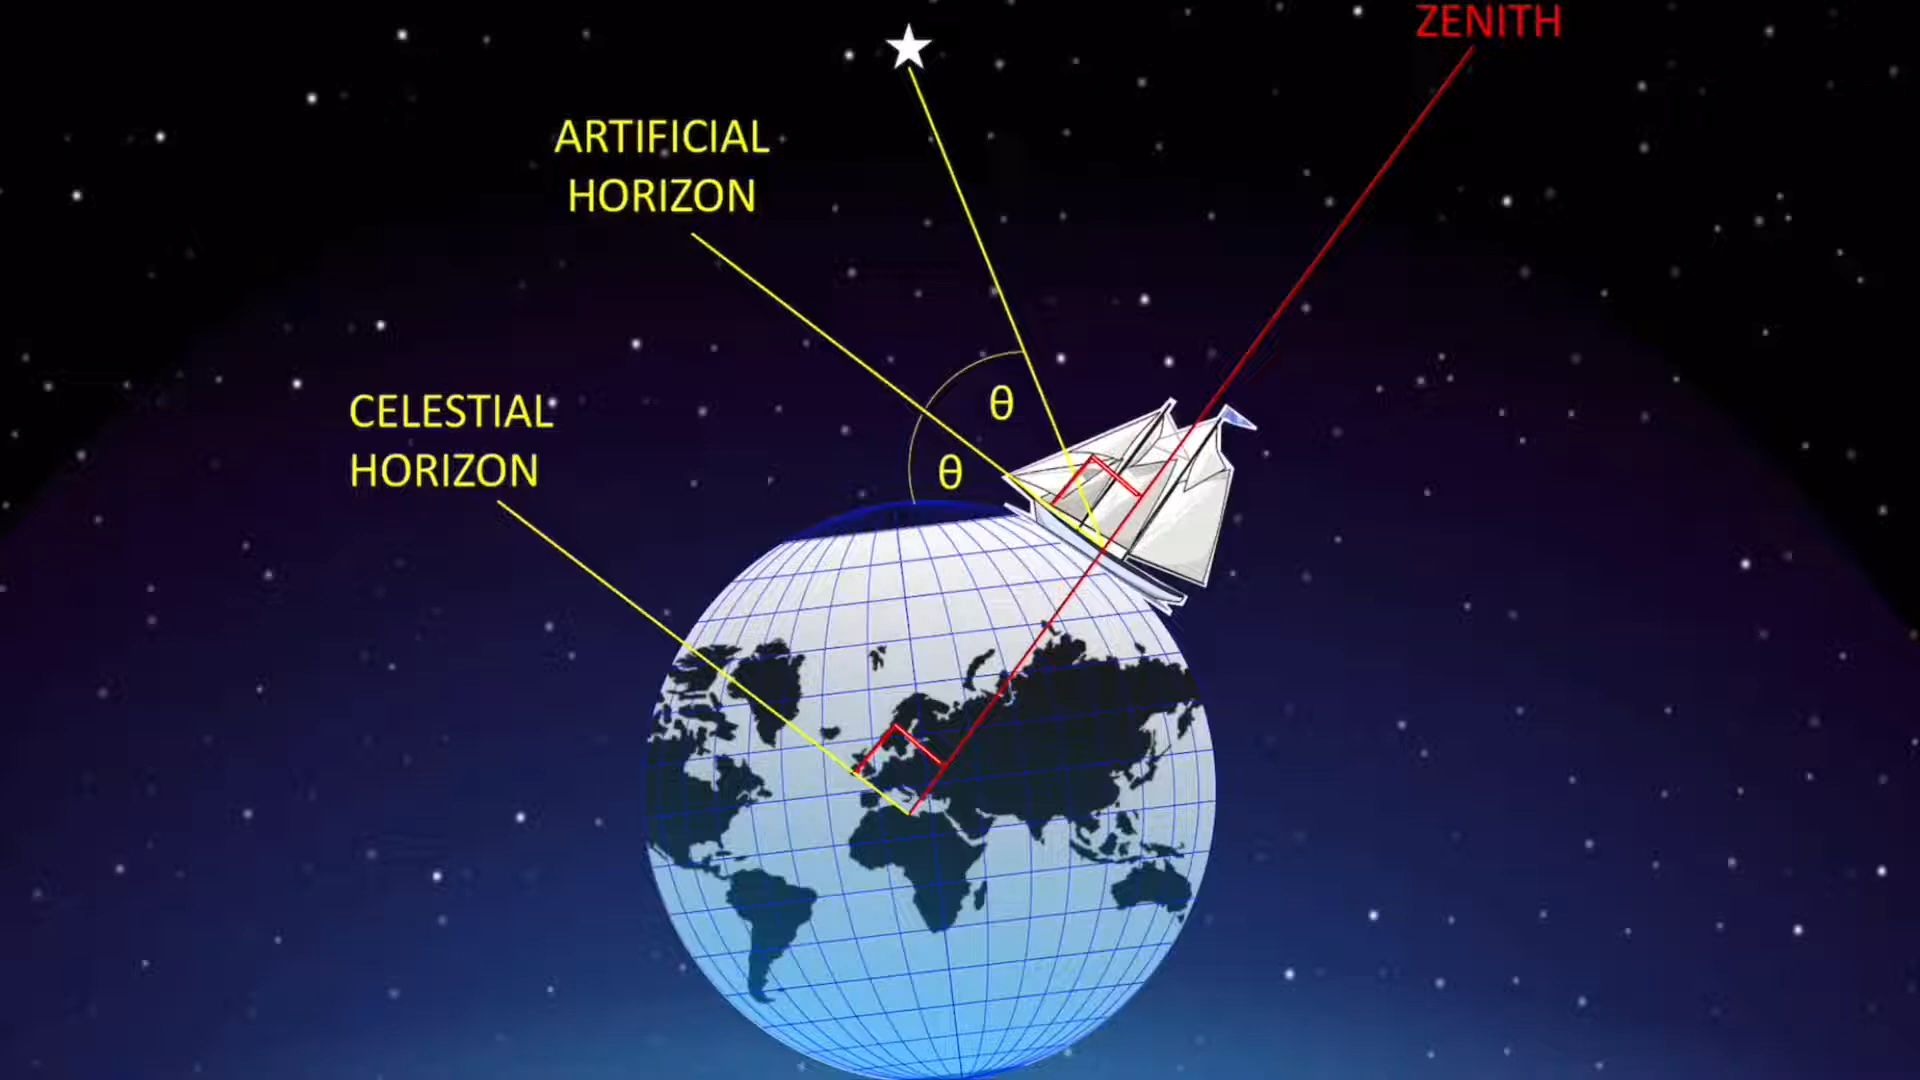 ZENITH
ARTIFICIAL
HORIZON
CELESTIAL
HORIZON
θ
θ